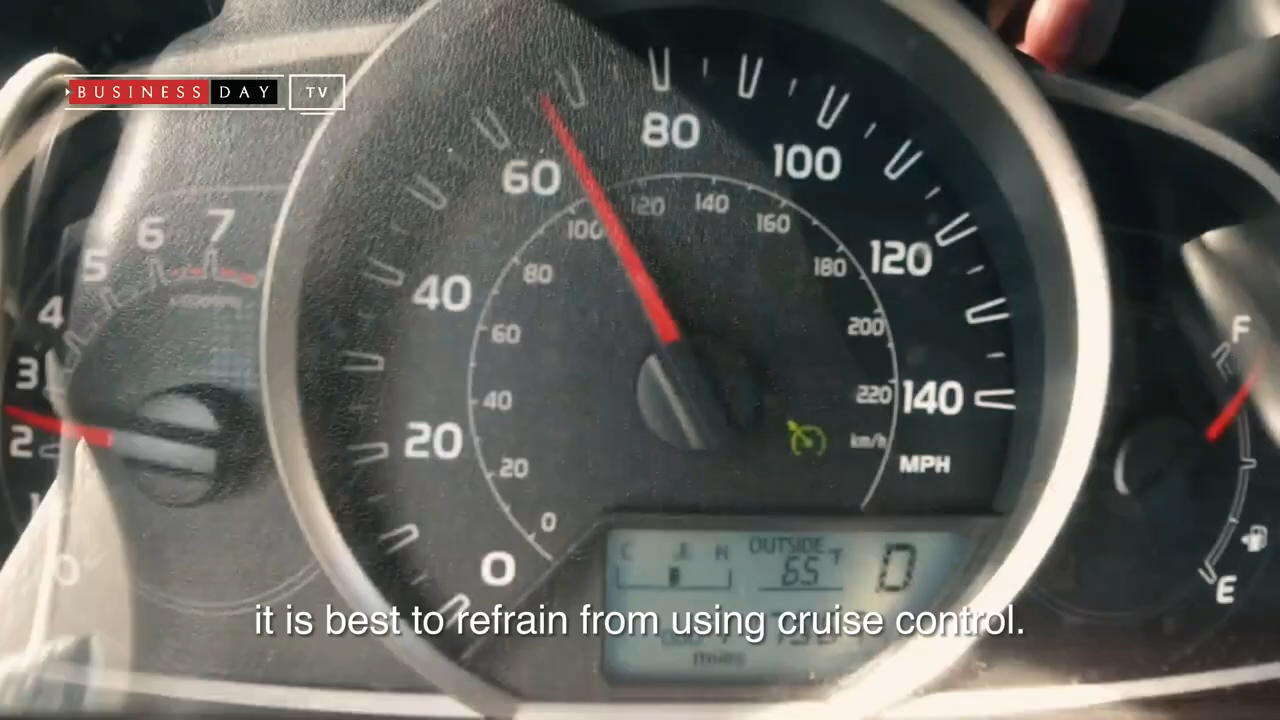 BUSINESS DAY TV
80
100
60
120
140
160
100
7
6
5
80
180
120
40
4
60
200
F
3
40
220
140
2
20
km/h
MPH
20
0
0
OUTSIDE
C
H
65 °F
D
0
E
it is best to refrain from using cruise control.
miles